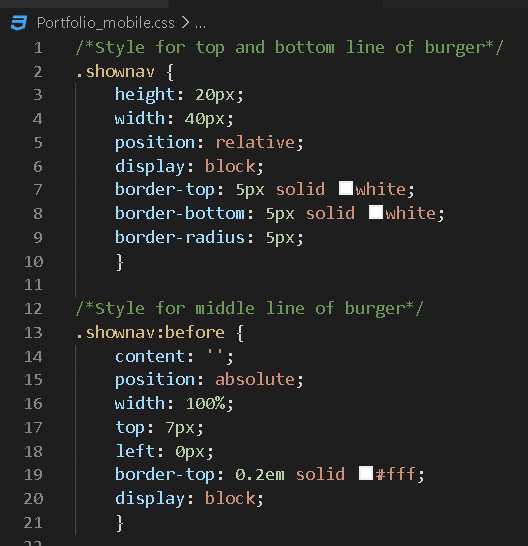 Portfolio_mobile.css > ...
1 /*Style for top and bottom line of burger*/
2 .shownav {
3 height: 20px;
4 width: 40px;
5 position: relative;
6 display: block;
7 border-top: 5px solid white;
8 border-bottom: 5px solid white;
9 border-radius: 5px;
10 }
11
12 /*Style for middle line of burger*/
13 .shownav:before {
14 content: '';
15 position: absolute;
16 width: 100%;
17 top: 7px;
18 left: 0px;
19 border-top: 0.2em solid #fff;
20 display: block;
21 }